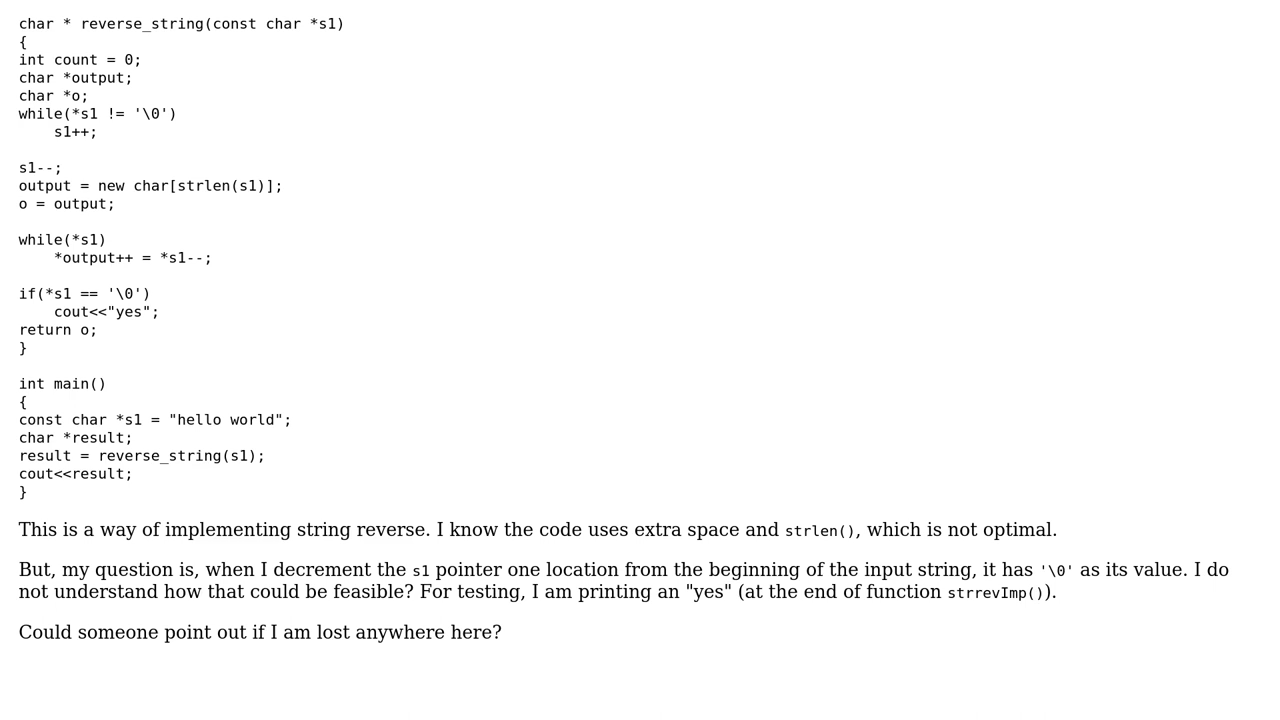 char * reverse_string(const char *s1)
{
int count = 0;
char *output;
char *o;
while(*s1 != '\0')
    s1++;

s1--;
output = new char[strlen(s1)];
o = output;

while(*s1)
    *output++ = *s1--;

if(*s1 == '\0')
    cout<<"yes";
return o;
}

int main()
{
const char *s1 = "hello world";
char *result;
result = reverse_string(s1);
cout<<result;
}
This is a way of implementing string reverse. I know the code uses extra space and strlen(), which is not optimal.
But, my question is, when I decrement the s1 pointer one location from the beginning of the input string, it has '\0' as its value. I do
not understand how that could be feasible? For testing, I am printing an "yes" (at the end of function strrevImp()).
Could someone point out if I am lost anywhere here?